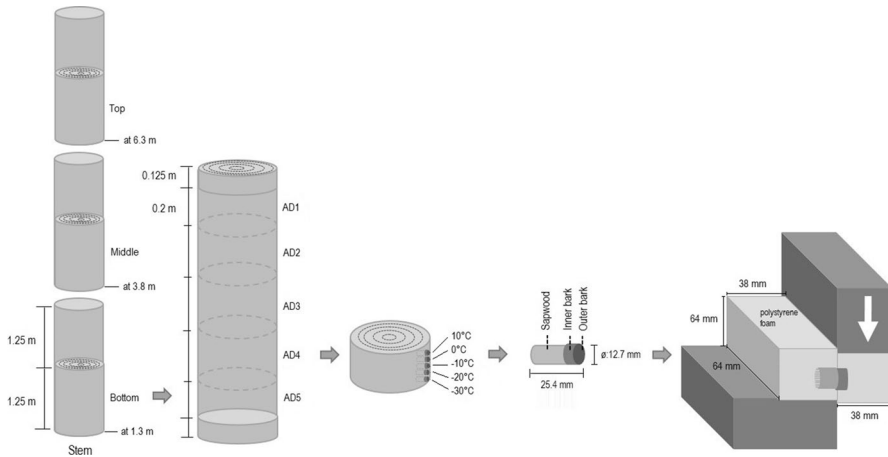 Top
at 6.3 m
Middle
at 3.8 m
1.25 m
1.25 m
Bottom
at 1.3 m
Stem
0.125 m
0.2 m
AD1
AD2
AD3
AD4
AD5
10°C
0°C
-10°C
-20°C
-30°C
Sapwood
Inner bark
Outer bark
ø:12.7 mm
25.4 mm
38 mm
64 mm
polystyrene
foam
64 mm
38 mm